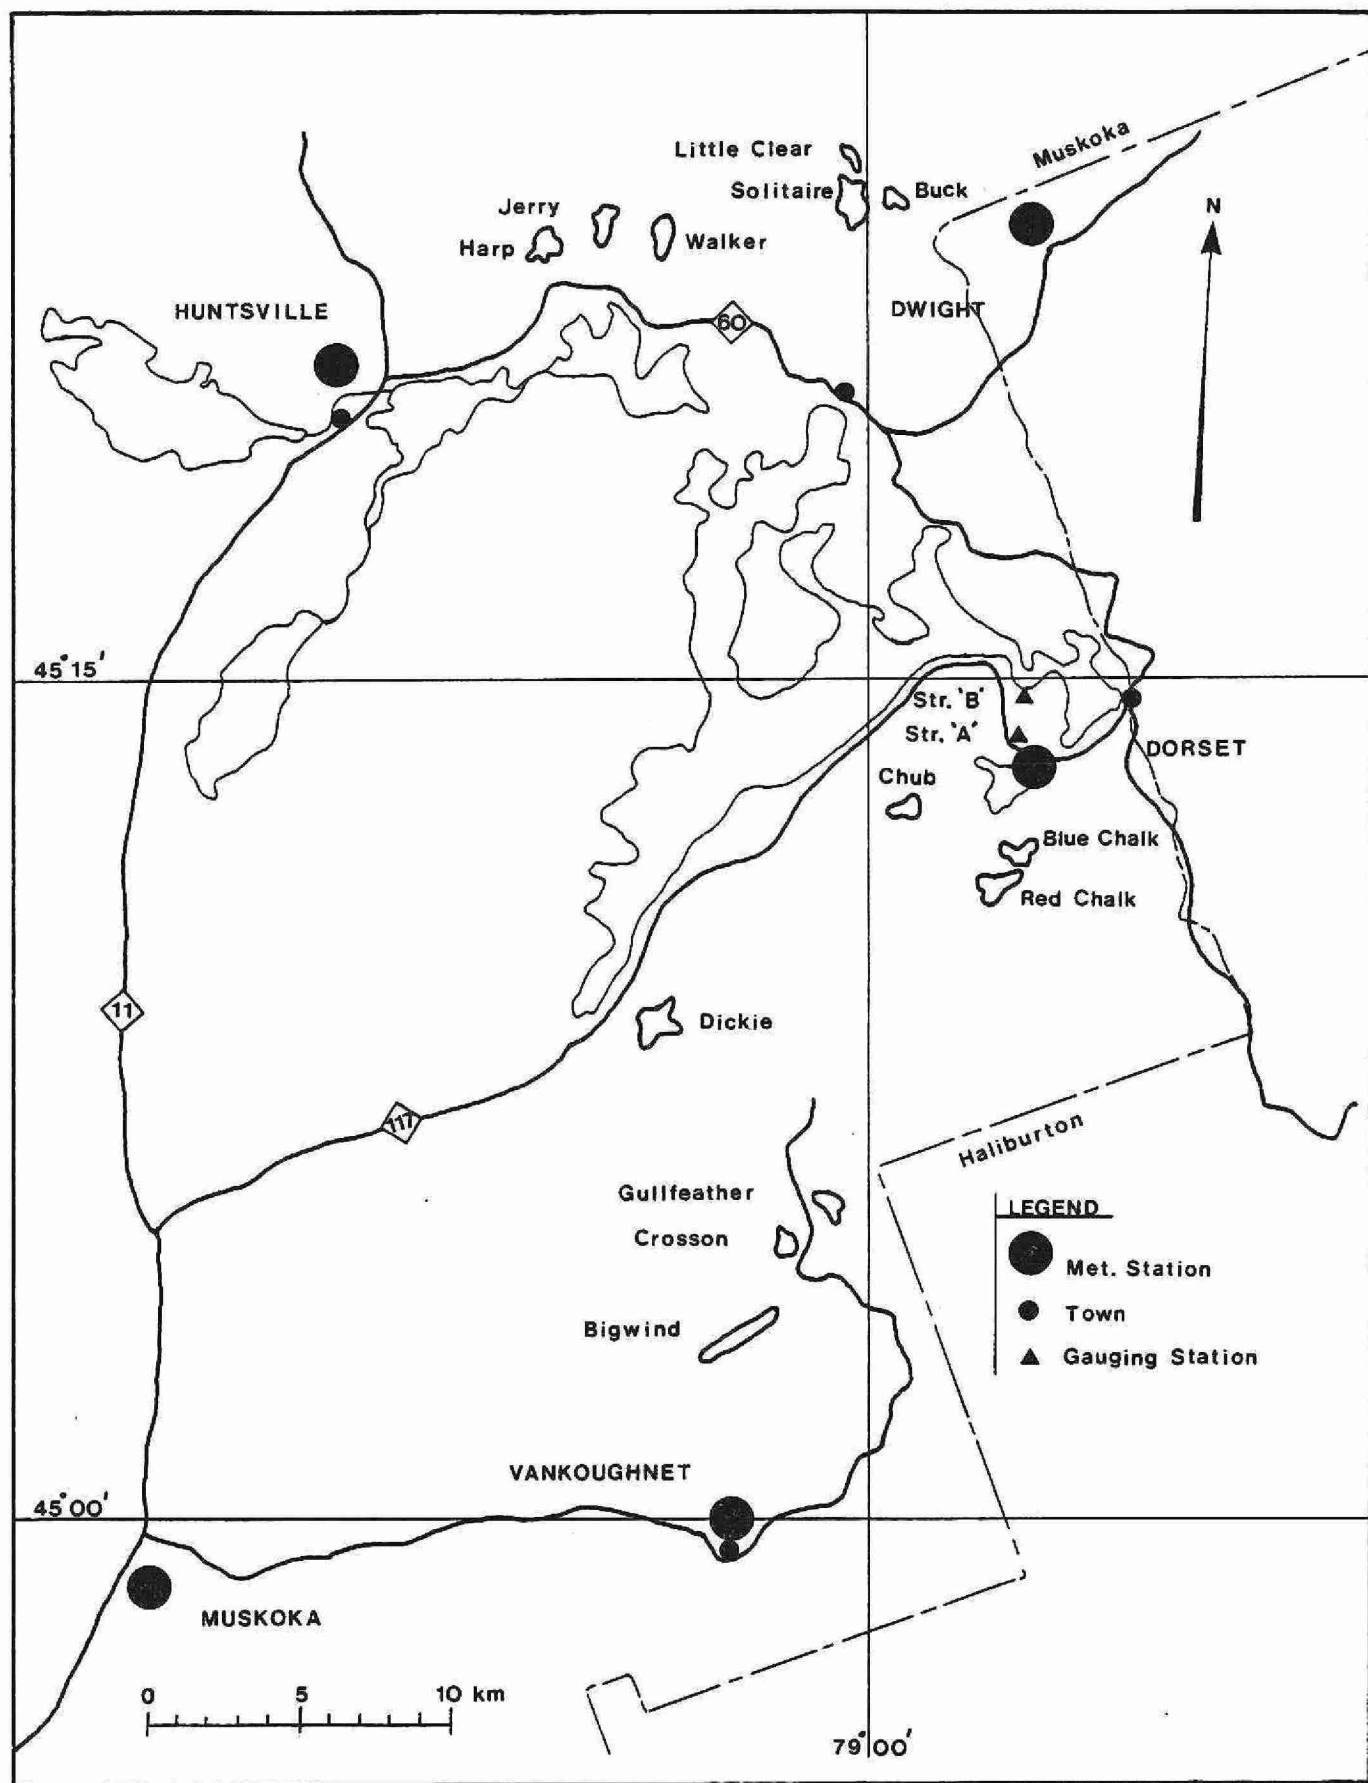 Little Clear
Muskoka
Solitaire
Buck
Jerry
N
Harp
Walker
HUNTSVILLE
DWIGHT
60
45°15'
Str. 'B'
Str. 'A'
DORSET
Chub
Blue Chalk
Red Chalk
11
Dickie
117
Haliburton
Gullfeather
Crosson
LEGEND
Met. Station
Town
Gauging Station
Bigwind
VANKOUGHNET
45°00'
MUSKOKA
0 5 10 km
79°00'